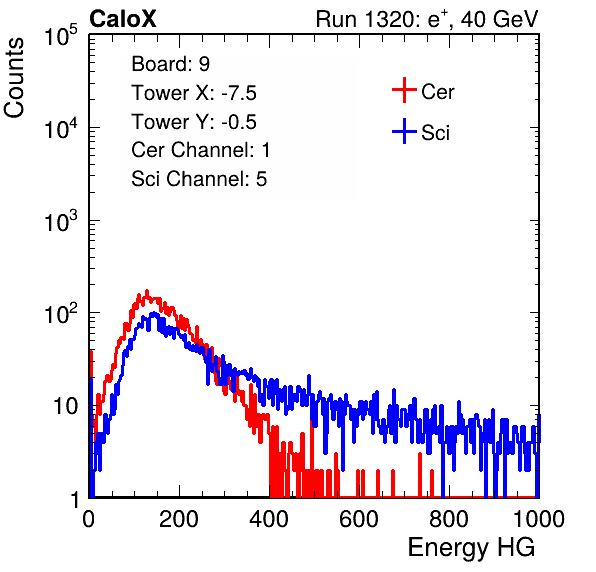 CaloX Run 1320: e⁺, 40 GeV
Counts
Board: 9
Tower X: -7.5
Tower Y: -0.5
Cer Channel: 1
Sci Channel: 5
Cer
Sci
10⁵
10⁴
10³
10²
10
1
0 200 400 600 800 1000
Energy HG